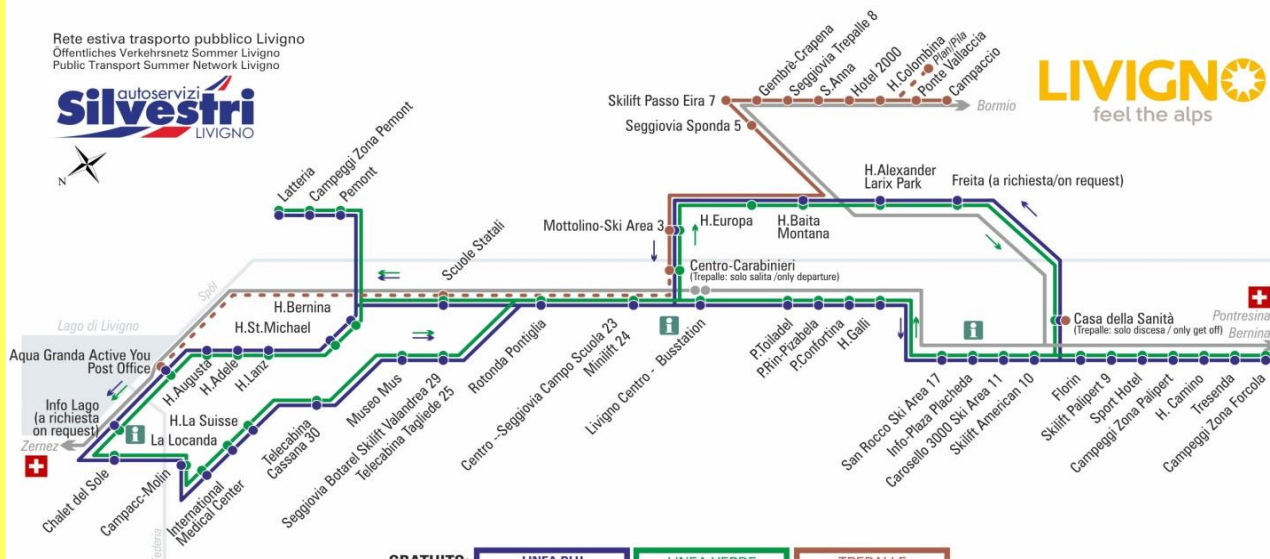 Rete estiva trasporto pubblico Livigno
Öffentliches Verkehrsnetz Sommer Livigno
Public Transport Summer Network Livigno
autoservizi
Silvestri
LIVIGNO
N
LIVIGNO
feel the alps
Skilift Passo Eira 7
Gembrè-Crapena
Seggiovia Trepalle 8
S.Anna
Hotel 2000
H.Colombina
Plan/Pila
Ponte Vallaccia
Campaccio
Bormio
Seggiovia Sponda 5
Latteria
Campeggi Zona Pemont
Pemont
H.Alexander
Larix Park
Freita (a richiesta/on request)
Mottolino-Ski Area 3
H.Europa
H.Baita
Montana
Scuole Statali
Centro-Carabinieri
(Trepalle: solo salita /only departure)
Spöl
Lago di Livigno
H.Bernina
H.St.Michael
Casa della Sanità
(Trepalle: solo discesa / only get off)
Pontresina
Bernina
Aqua Granda Active You
Post Office
H.Augusta
H.Adele
H.Lanz
Info Lago
(a richiesta
on request)
Zernez
H.La Suisse
La Locanda
Chalet del Sole
Campacc-Molin
International
Medical Center
Telecabina
Cassana 30
Museo Mus
Seggiovia Botarel Skilift Valandrea 29
Telecabina Tagliede 25
Rotonda Pontiglia
Centro --Seggiovia Campo Scuola 23
Minilift 24
i
Livigno Centro - Busstation
P.Toiladel
P.Rin-Pizabela
P.Confortina
H.Galli
San Rocco Ski Area 17
Info-Plaza Placheda
Carosello 3000 Ski Area 11
Skilift American 10
Florin
Skilift Palipert 9
Sport Hotel
Campeggi Zona Palipert
H. Camino
Tresenda
Campeggi Zona Forcola
i
i
GRATUITO:
LINEA BLU
LINEA VERDE
TREPALLE